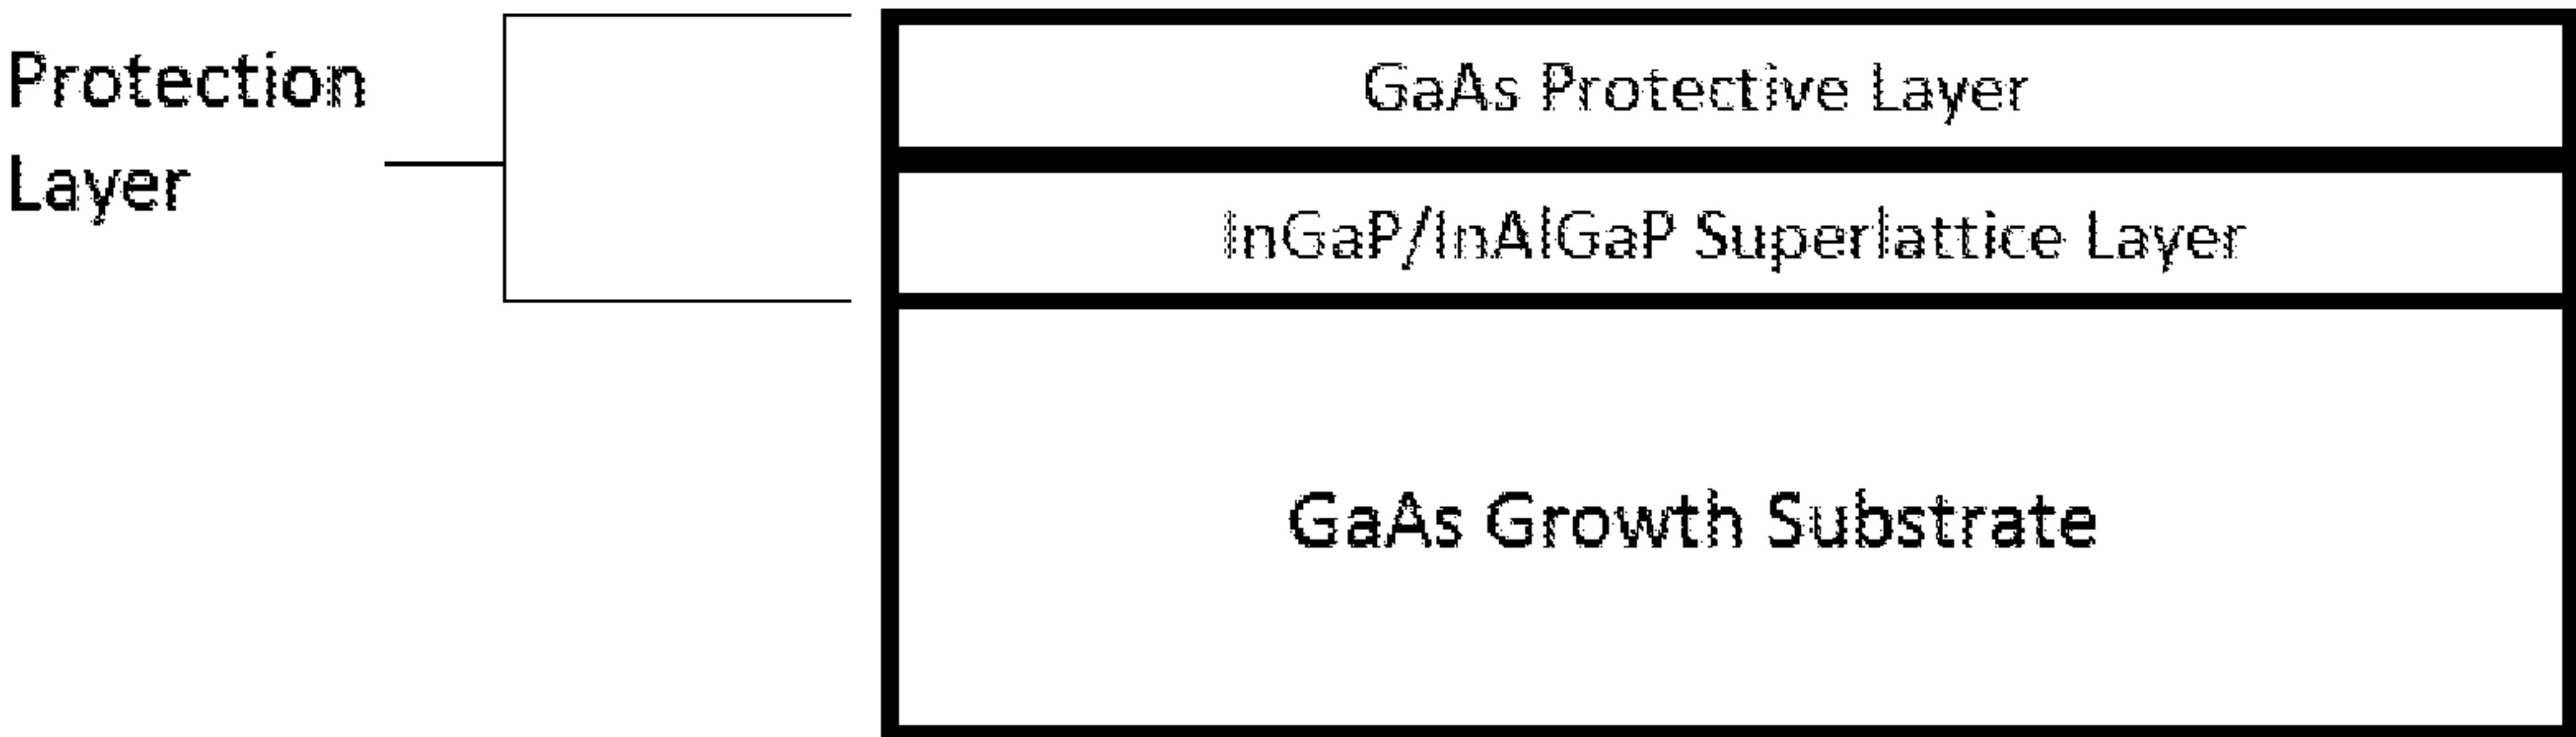 Protection
Layer
GaAs Protective Layer
InGaP/InAlGaP Superlattice Layer
GaAs Growth Substrate